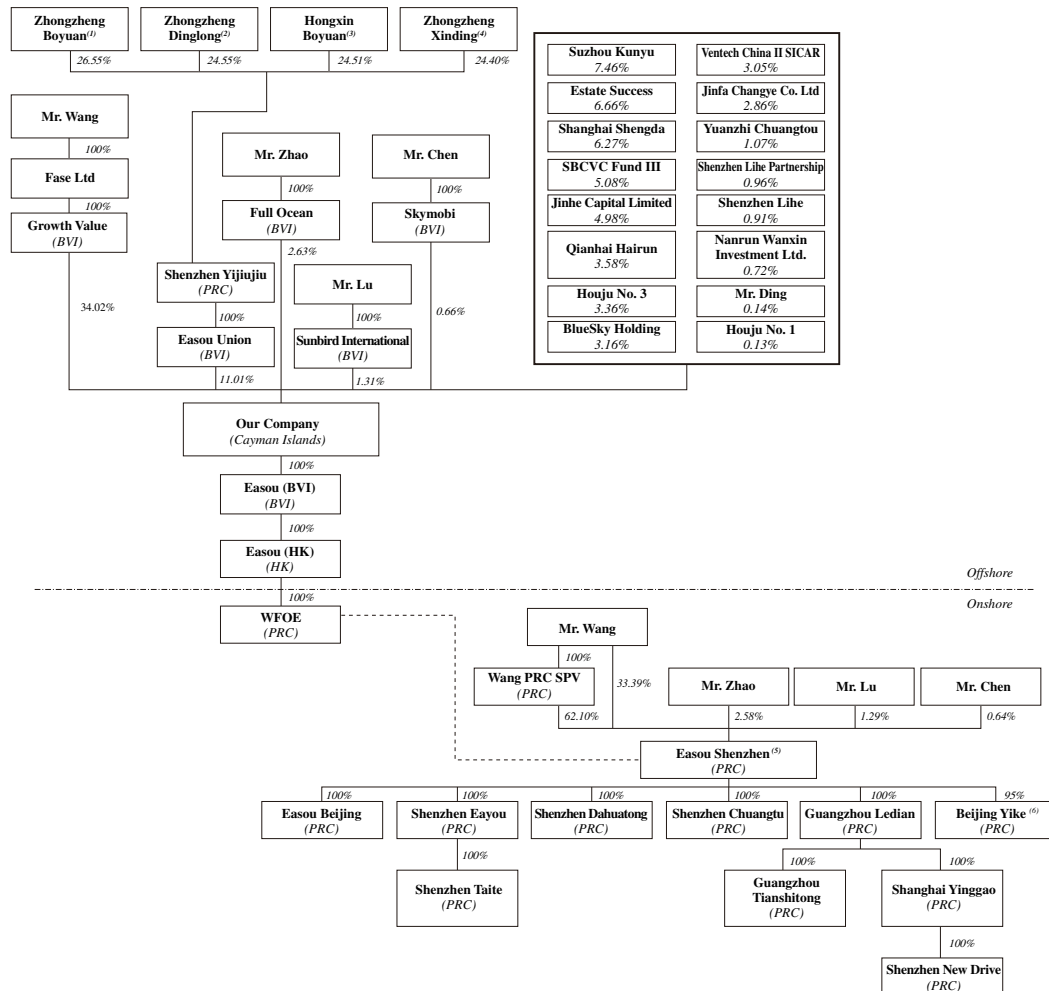 Zhongzheng
Boyuan(1)
Zhongzheng
Dinglong(2)
Hongxin
Boyuan(3)
Zhongzheng
Xinding(4)
26.55%
24.55%
24.51%
24.40%
Mr. Wang
100%
Fase Ltd
100%
Growth Value
(BVI)
34.02%
Mr. Zhao
100%
Full Ocean
(BVI)
2.63%
Mr. Chen
100%
Skymobi
(BVI)
0.66%
Shenzhen Yijiujiu
(PRC)
100%
Easou Union
(BVI)
11.01%
Mr. Lu
100%
Sunbird International
(BVI)
1.31%
Suzhou Kunyu
7.46%
Estate Success
6.66%
Shanghai Shengda
6.27%
SBCVC Fund III
5.08%
Jinhe Capital Limited
4.98%
Qianhai Hairun
3.58%
Houju No. 3
3.36%
BlueSky Holding
3.16%
Ventech China II SICAR
3.05%
Jinfa Changye Co. Ltd
2.86%
Yuanzhi Chuangtou
1.07%
Shenzhen Lihe Partnership
0.96%
Shenzhen Lihe
0.91%
Nanrun Wanxin
Investment Ltd.
0.72%
Mr. Ding
0.14%
Houju No. 1
0.13%
Our Company
(Cayman Islands)
100%
Easou (BVI)
(BVI)
100%
Easou (HK)
(HK)
Offshore
100%
Onshore
WFOE
(PRC)
Mr. Wang
100%
33.39%
Wang PRC SPV
(PRC)
62.10%
Mr. Zhao
2.58%
Mr. Lu
1.29%
Mr. Chen
0.64%
Easou Shenzhen(5)
(PRC)
100%
100%
100%
100%
100%
95%
Easou Beijing
(PRC)
Shenzhen Eayou
(PRC)
Shenzhen Dahuatong
(PRC)
Shenzhen Chuangtu
(PRC)
Guangzhou Ledian
(PRC)
Beijing Yike (6)
(PRC)
100%
100%
100%
Shenzhen Taite
(PRC)
Guangzhou
Tianshitong
(PRC)
Shanghai Yinggao
(PRC)
100%
Shenzhen New Drive
(PRC)